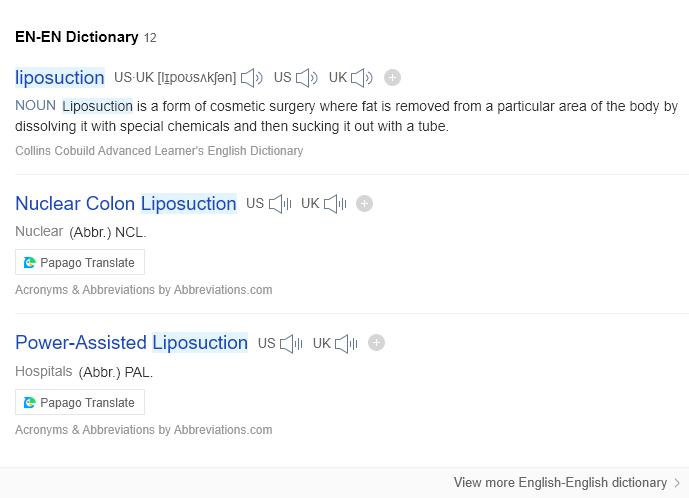 EN-EN Dictionary 12
liposuction US·UK [lɪpoʊsʌkʃən] US UK
NOUN Liposuction is a form of cosmetic surgery where fat is removed from a particular area of the body by
dissolving it with special chemicals and then sucking it out with a tube.
Collins Cobuild Advanced Learner's English Dictionary
Nuclear Colon Liposuction US UK
Nuclear (Abbr.) NCL.
Papago Translate
Acronyms & Abbreviations by Abbreviations.com
Power-Assisted Liposuction US UK
Hospitals (Abbr.) PAL.
Papago Translate
Acronyms & Abbreviations by Abbreviations.com
View more English-English dictionary